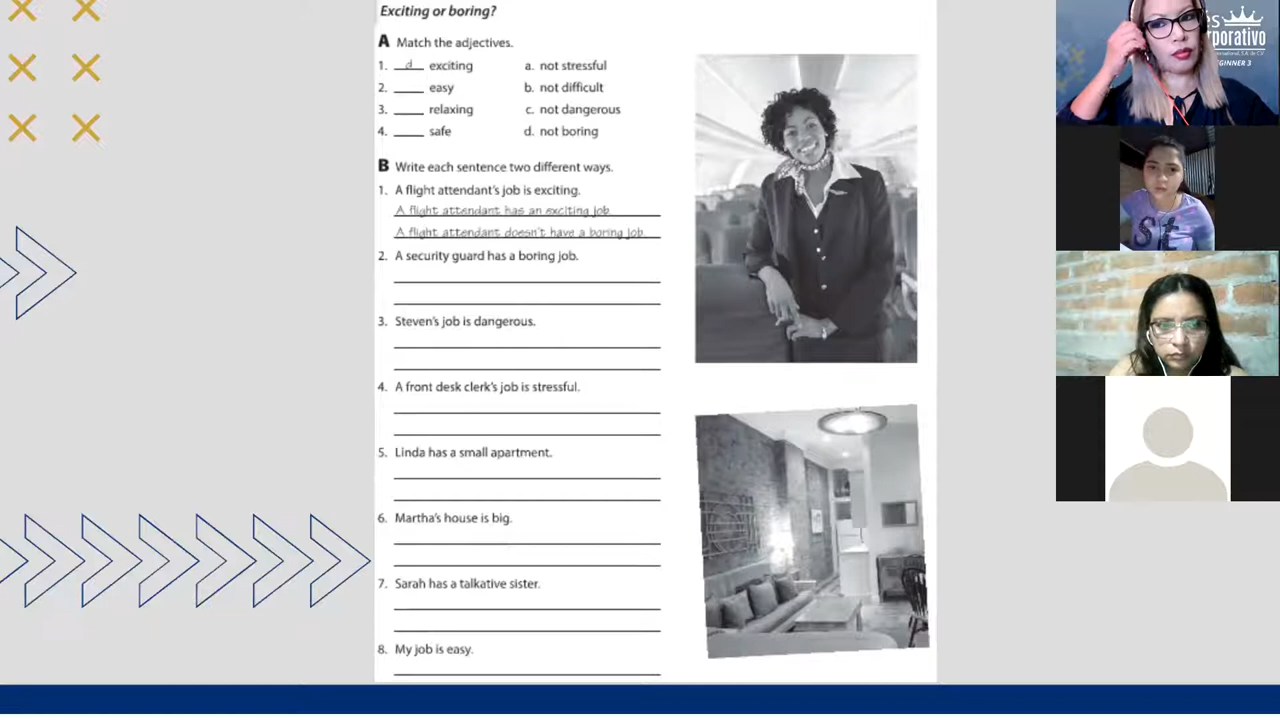 Exciting or boring?
A Match the adjectives.
1. d exciting a. not stressful
2. ____ easy b. not difficult
3. ____ relaxing c. not dangerous
4. ____ safe d. not boring
B Write each sentence two different ways.
1. A flight attendant's job is exciting.
A flight attendant has an exciting job.
A flight attendant doesn't have a boring job.
2. A security guard has a boring job.
3. Steven's job is dangerous.
4. A front desk clerk's job is stressful.
5. Linda has a small apartment.
6. Martha's house is big.
7. Sarah has a talkative sister.
8. My job is easy.
és
rporativo
GINNER 3
St